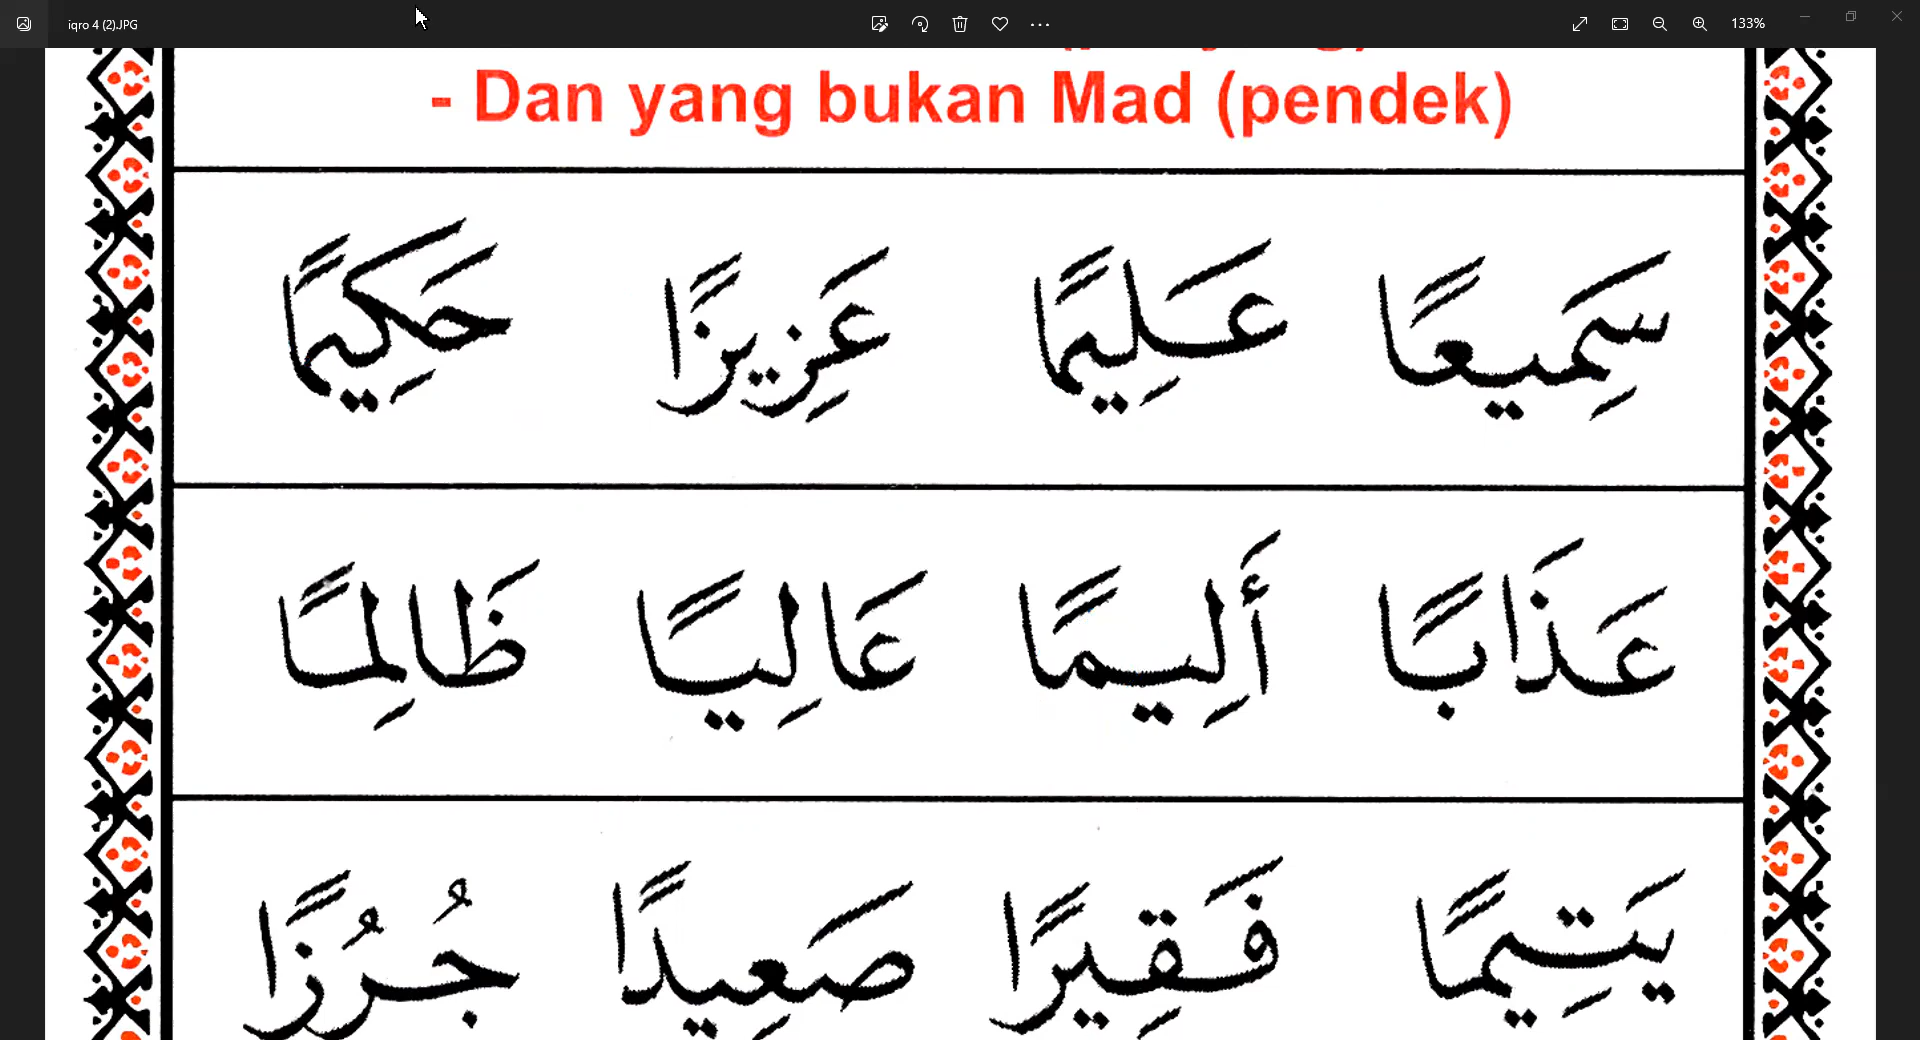 iqro 4 (2).JPG
133%
- Dan yang bukan Mad (pendek)
سَمِيعًا عَلِيمًا عَزِيزًا حَكِيمًا
عَذَابًا أَلِيمًا عَالِيًا ظَالِمًا
يَتِيمًا فَقِيرًا صَعِيدًا جُرُزًا